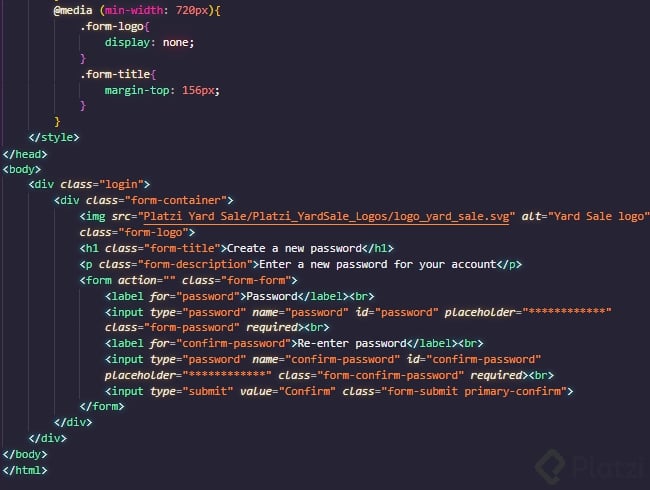 @media (min-width: 720px){
.form-logo{
display: none;
}
.form-title{
margin-top: 156px;
}
}
</style>
</head>
<body>
<div class="login">
<div class="form-container">
<img src="Platzi Yard Sale/Platzi_YardSale_Logos/logo_yard_sale.svg" alt="Yard Sale logo"
class="form-logo">
<h1 class="form-title">Create a new password</h1>
<p class="form-description">Enter a new password for your account</p>
<form action="" class="form-form">
<label for="password">Password</label><br>
<input type="password" name="password" id="password" placeholder="************"
class="form-password" required><br>
<label for="confirm-password">Re-enter password</label><br>
<input type="password" name="confirm-password" id="confirm-password"
placeholder="************" class="form-confirm-password" required><br>
<input type="submit" value="Confirm" class="form-submit primary-confirm">
</form>
</div>
</div>
</body>
</html>
Platzi